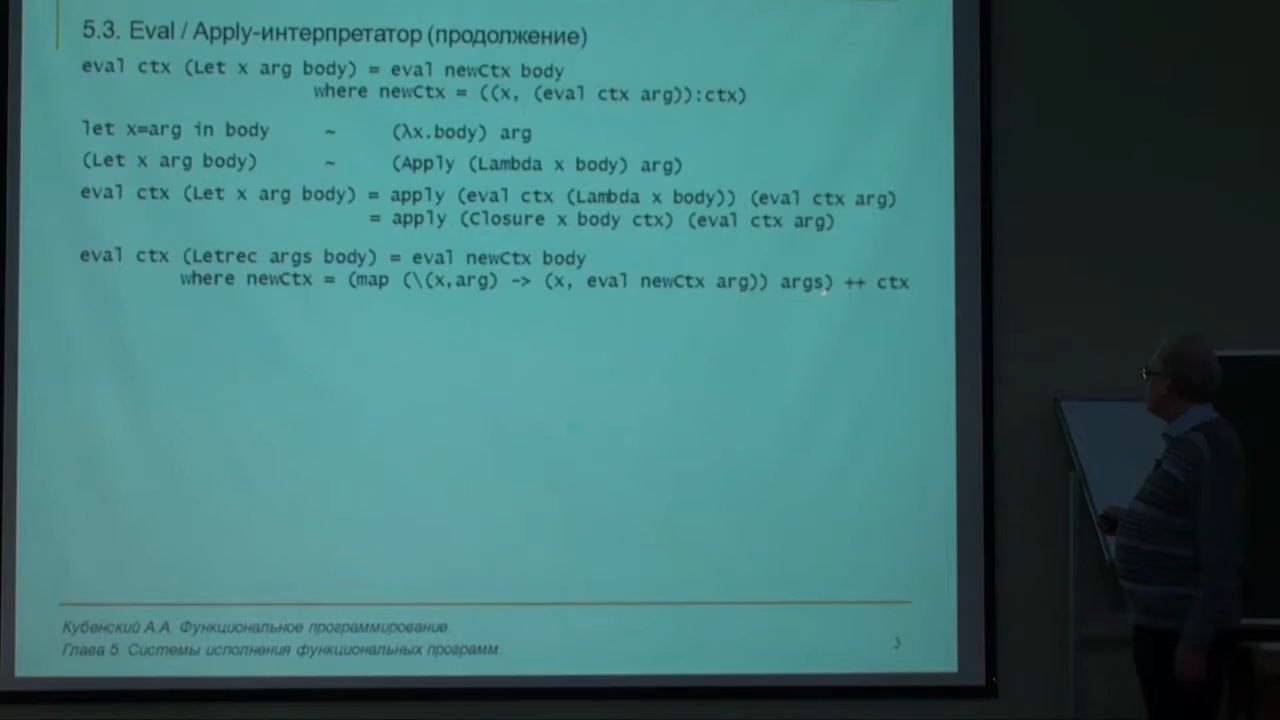 5.3. Eval / Apply-интерпретатор (продолжение)
eval ctx (Let x arg body) = eval newCtx body
where newCtx = ((x, (eval ctx arg)):ctx)
let x=arg in body ~ (λx.body) arg
(Let x arg body) ~ (Apply (Lambda x body) arg)
eval ctx (Let x arg body) = apply (eval ctx (Lambda x body)) (eval ctx arg)
= apply (Closure x body ctx) (eval ctx arg)
eval ctx (Letrec args body) = eval newCtx body
where newCtx = (map (\(x,arg) -> (x, eval newCtx arg)) args) ++ ctx
Кубенский А.А. Функциональное программирование.
Глава 5. Системы исполнения функциональных программ.
3